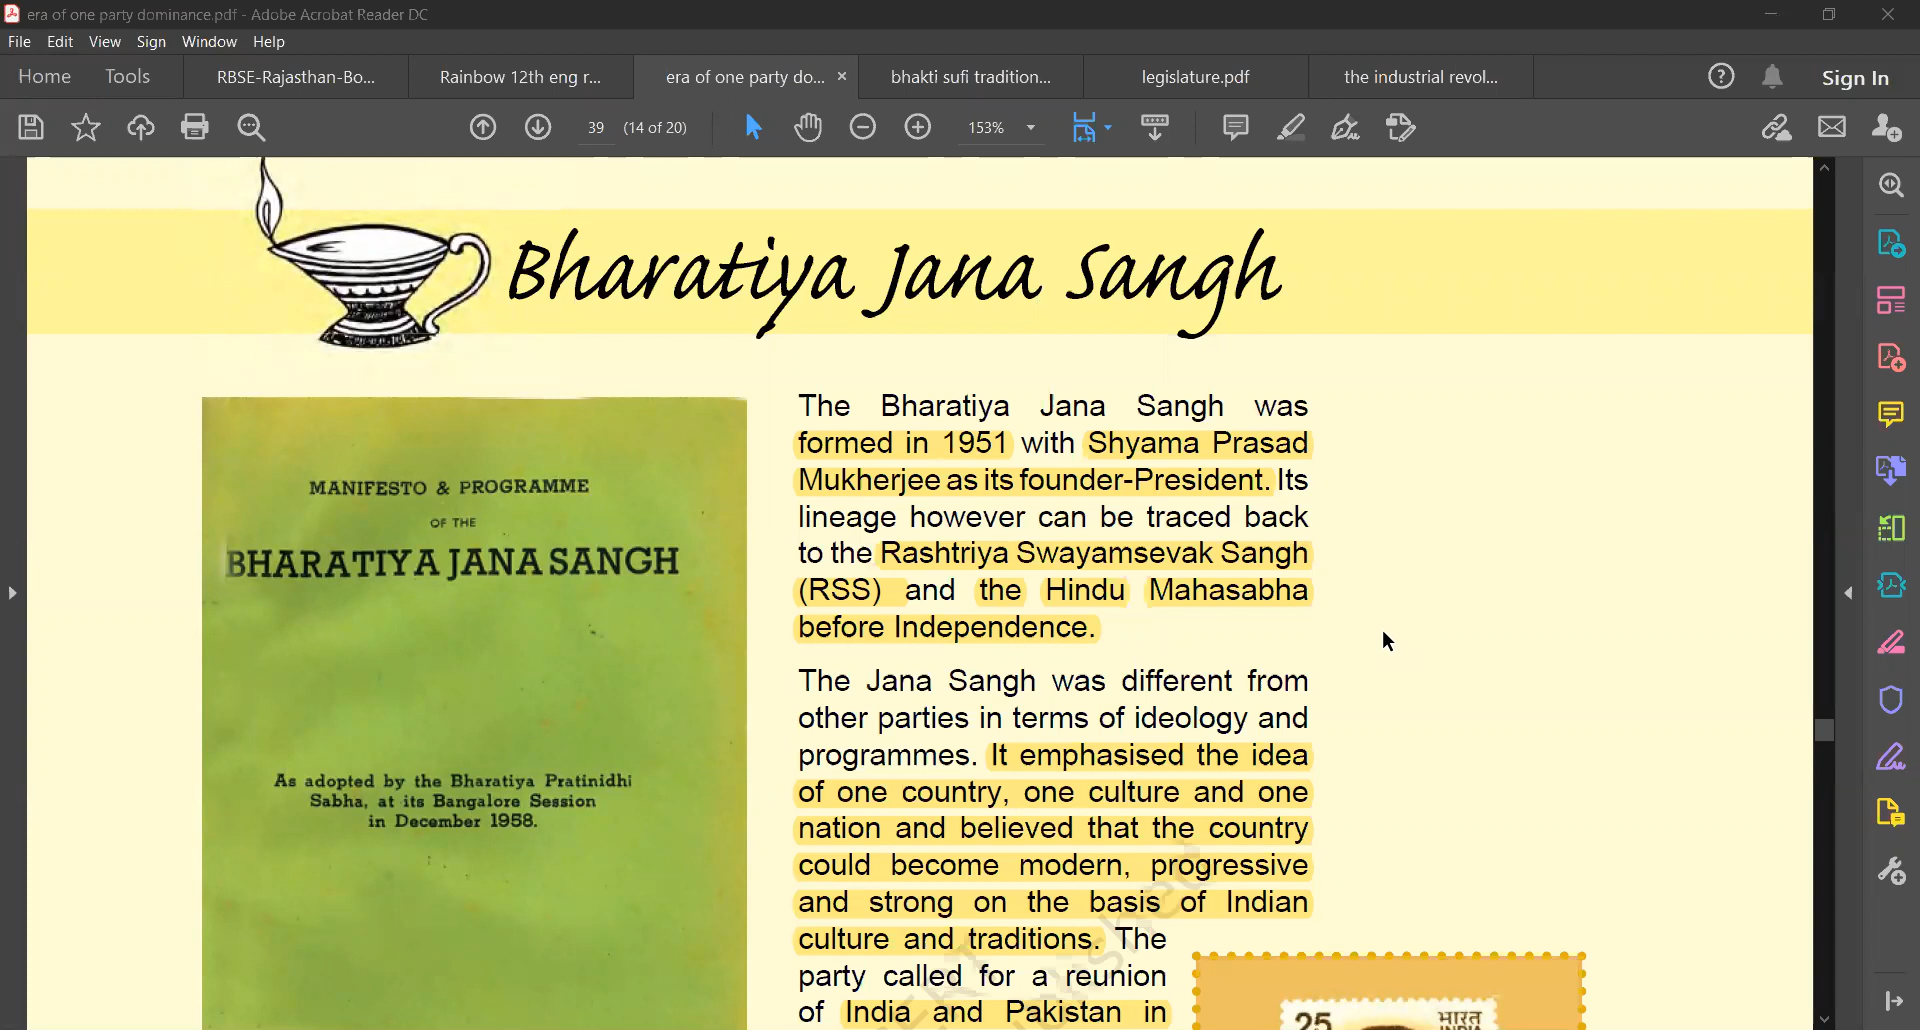 era of one party dominance.pdf - Adobe Acrobat Reader DC
File Edit View Sign Window Help
Home Tools RBSE-Rajasthan-Bo... Rainbow 12th eng r... era of one party do... × bhakti sufi tradition... legislature.pdf the industrial revol... Sign In
39 (14 of 20) 153%
Bharatiya Jana Sangh
MANIFESTO & PROGRAMME
OF THE
BHARATIYA JANA SANGH
As adopted by the Bharatiya Pratinidhi
Sabha, at its Bangalore Session
in December 1958.
The Bharatiya Jana Sangh was
formed in 1951 with Shyama Prasad
Mukherjee as its founder-President. Its
lineage however can be traced back
to the Rashtriya Swayamsevak Sangh
(RSS) and the Hindu Mahasabha
before Independence.
The Jana Sangh was different from
other parties in terms of ideology and
programmes. It emphasised the idea
of one country, one culture and one
nation and believed that the country
could become modern, progressive
and strong on the basis of Indian
culture and traditions. The
party called for a reunion
of India and Pakistan in
25 भारत
INDIA